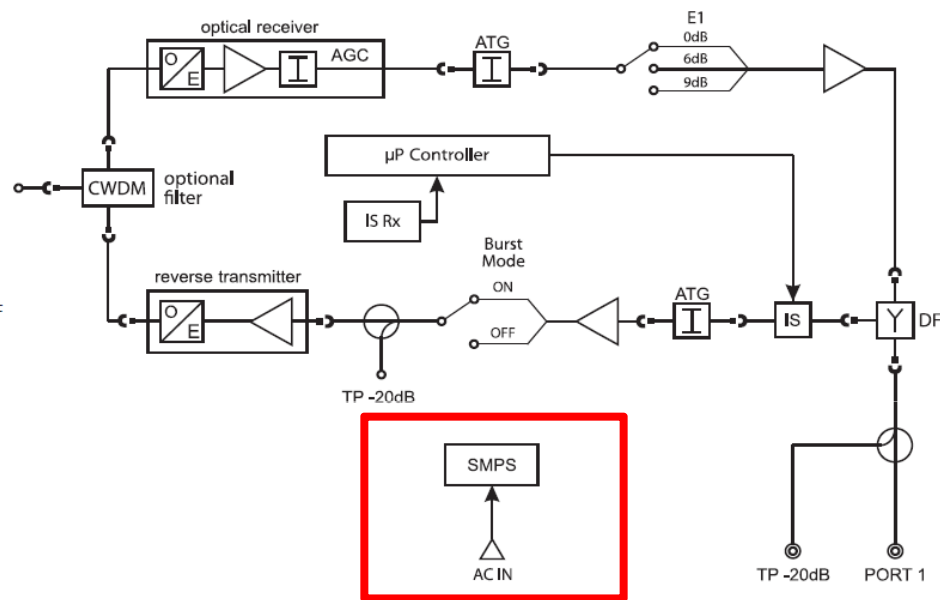 optical receiver
O
E
AGC
ATG
E1
0dB
6dB
9dB
µP Controller
CWDM
optional
filter
IS Rx
Burst
Mode
reverse transmitter
ON
OFF
O
E
ATG
IS
Y
DF
TP -20dB
SMPS
AC IN
TP -20dB
PORT 1